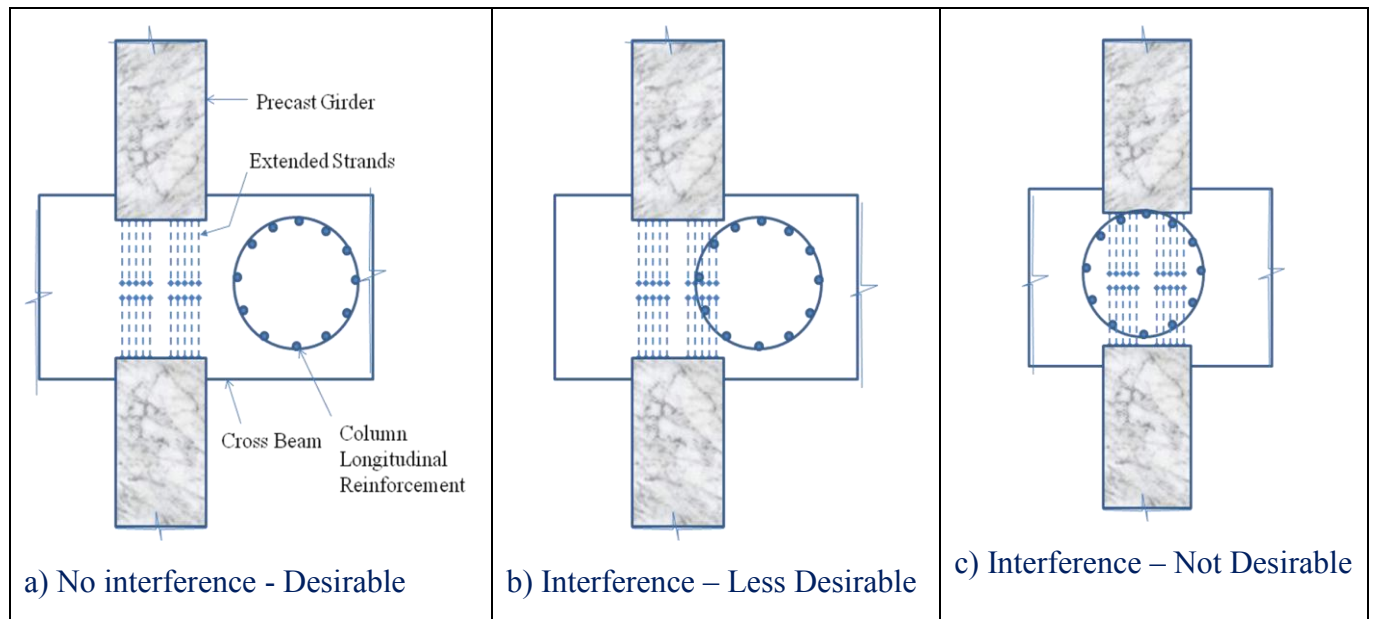 Precast Girder
Extended Strands
Cross Beam
Column
Longitudinal
Reinforcement
a) No interference - Desirable
b) Interference – Less Desirable
c) Interference – Not Desirable